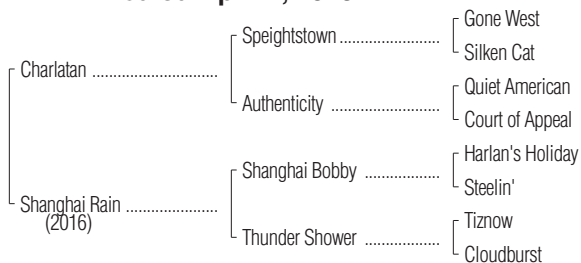 Gone West
Speightstown
Silken Cat
Charlatan
Quiet American
Authenticity
Court of Appeal
Harlan's Holiday
Shanghai Bobby
Steelin'
Shanghai Rain
(2016)
Tiznow
Thunder Shower
Cloudburst